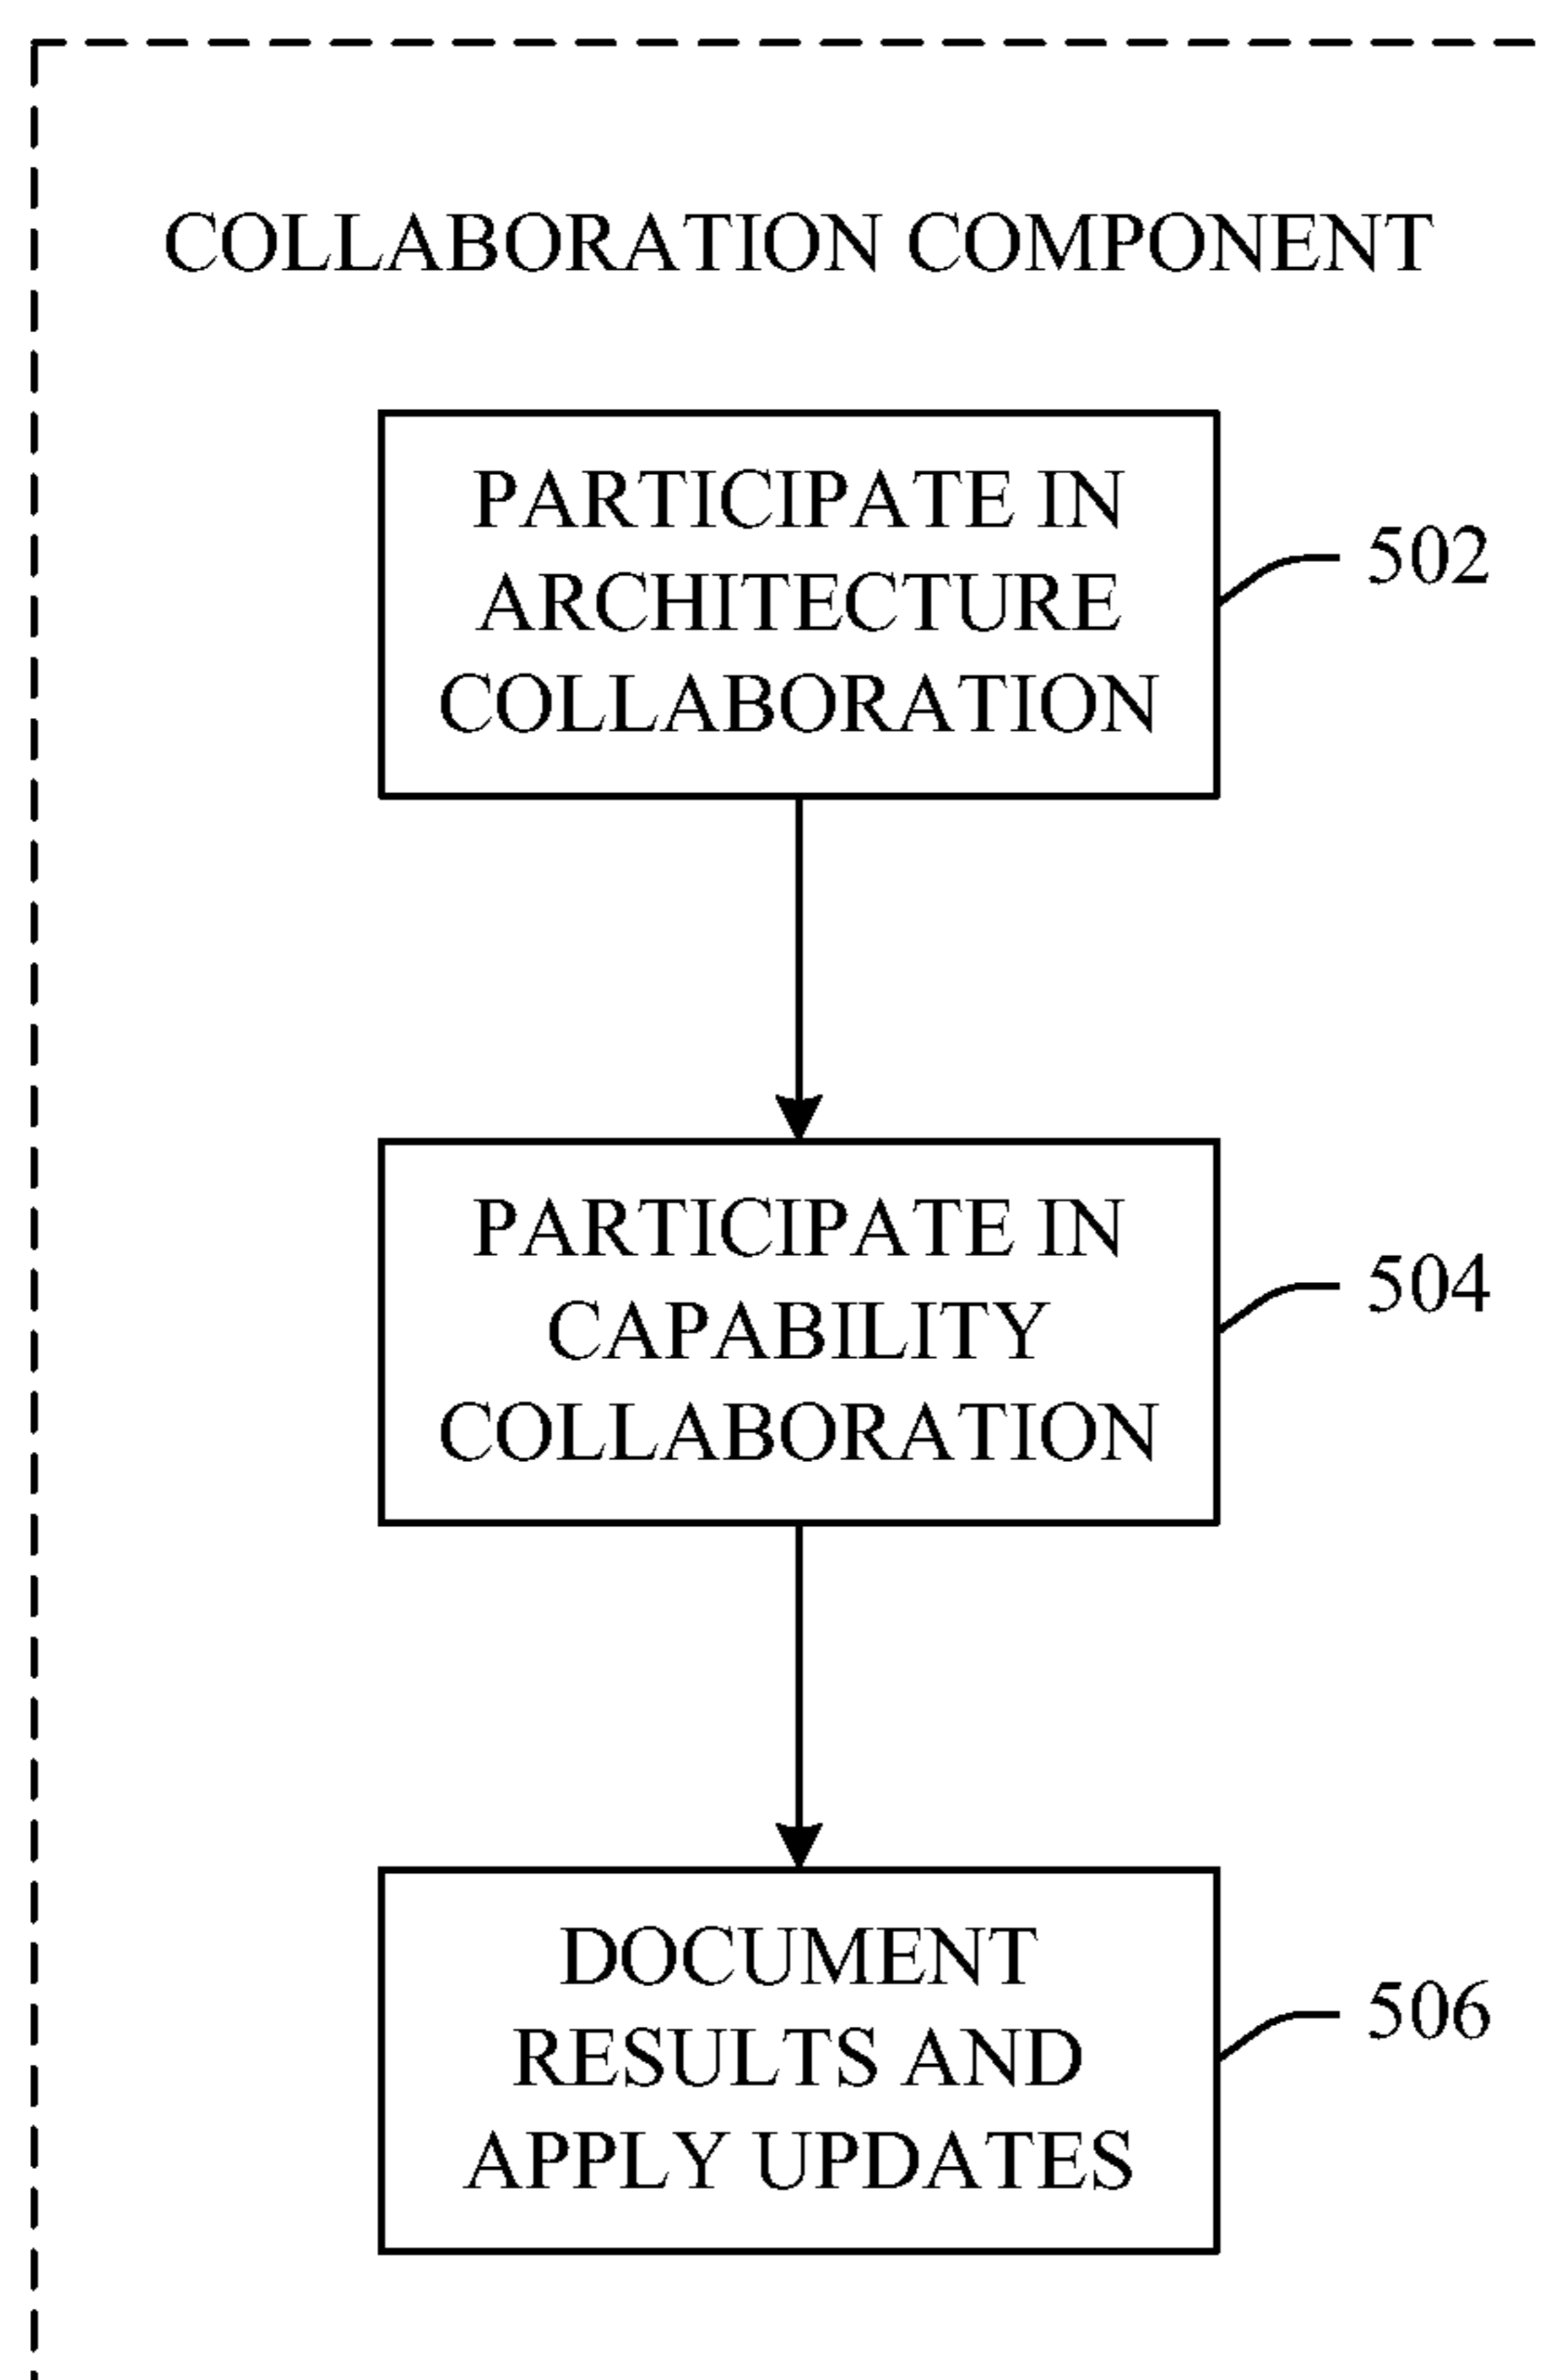 COLLABORATION COMPONENT
PARTICIPATE IN
ARCHITECTURE
COLLABORATION
502
PARTICIPATE IN
CAPABILITY
COLLABORATION
504
DOCUMENT
RESULTS AND
APPLY UPDATES
506